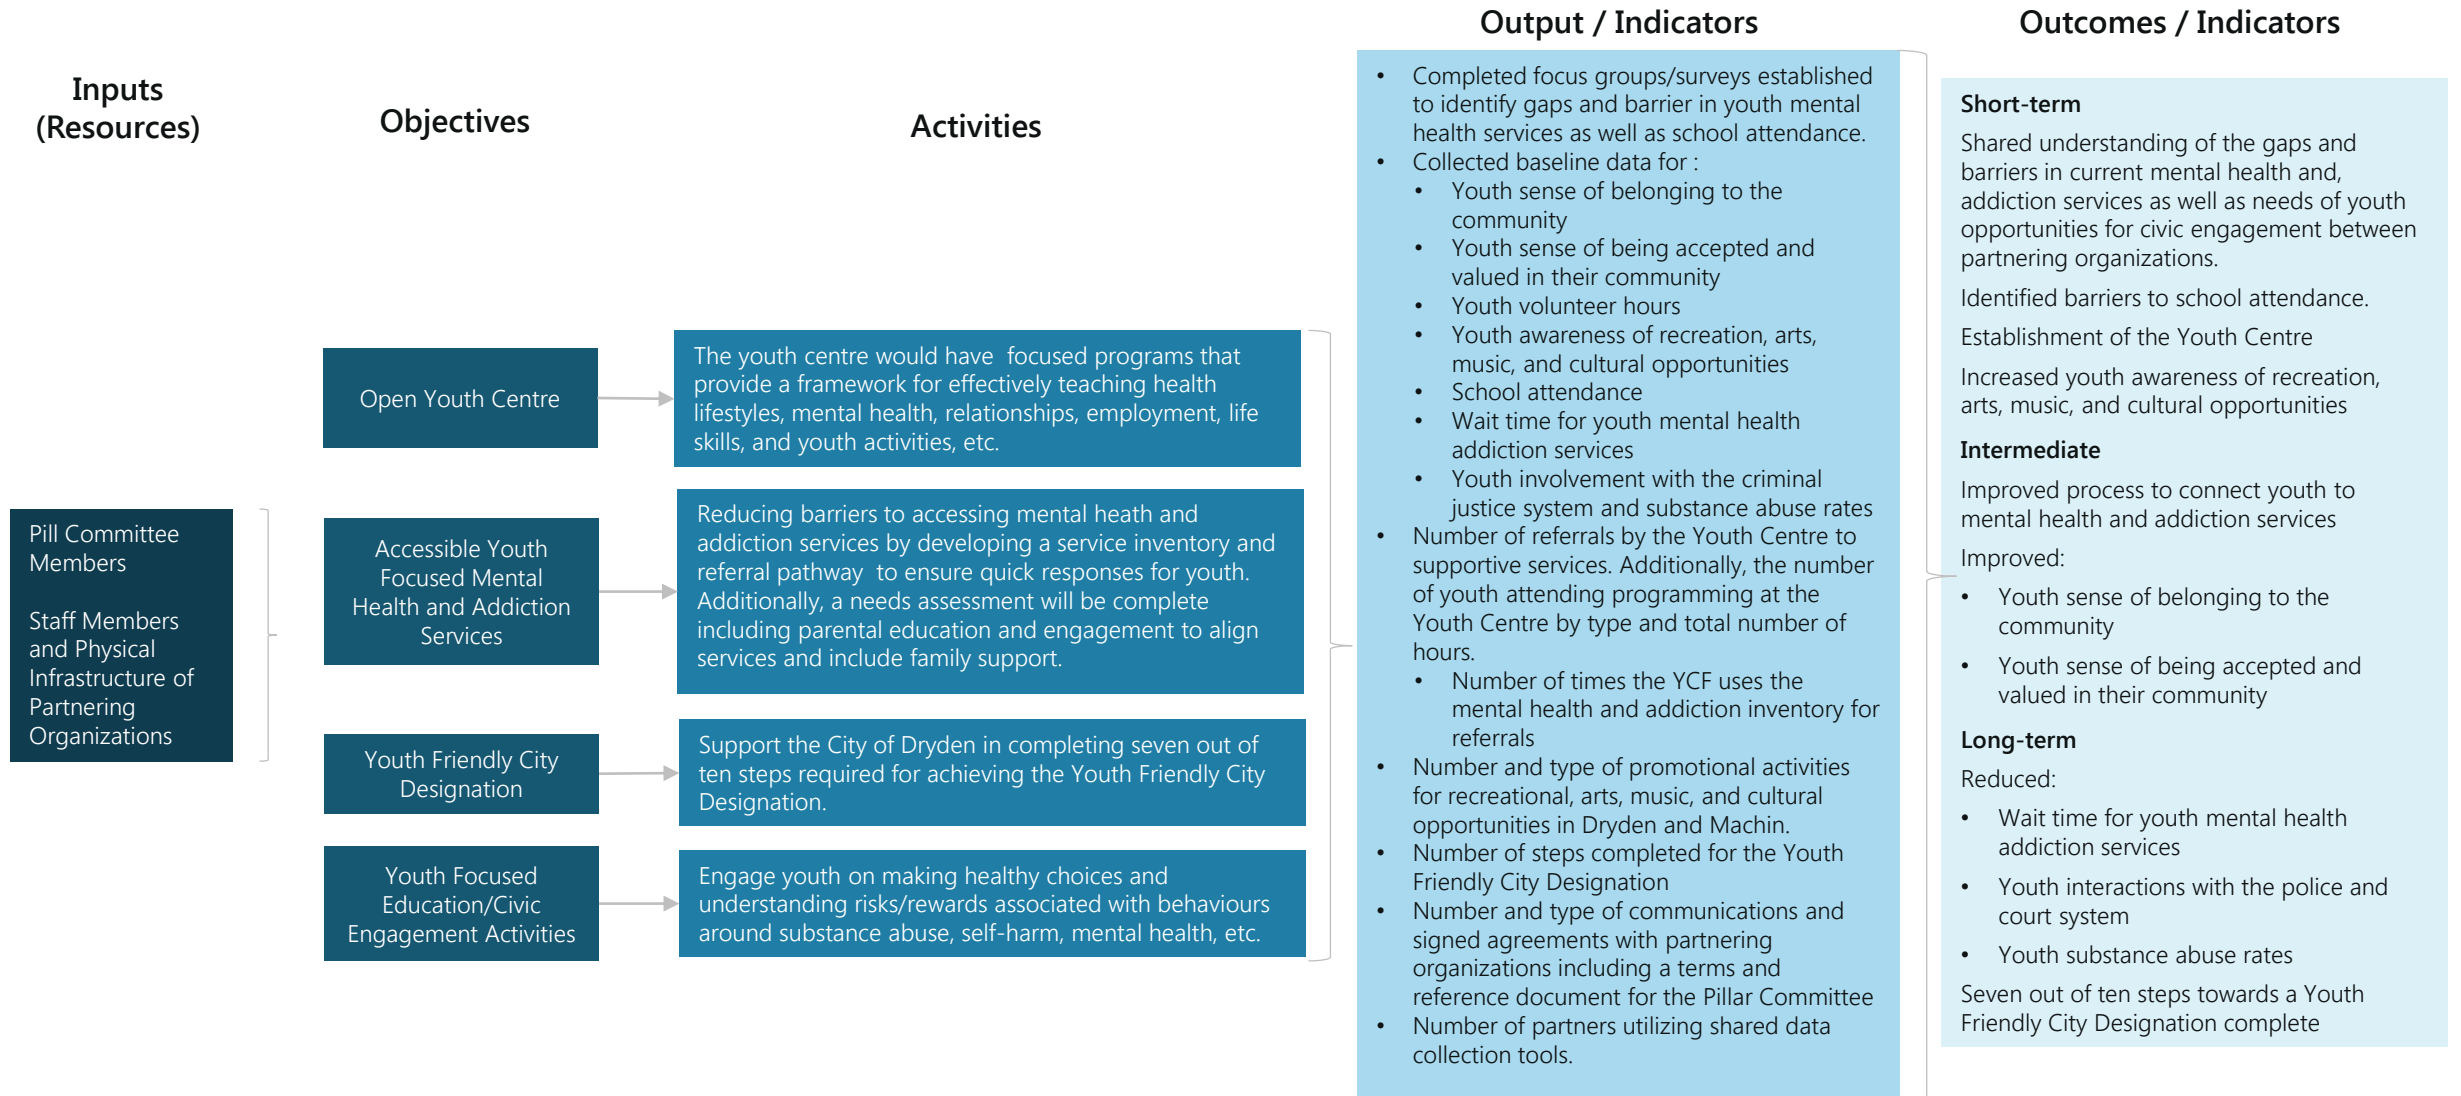 Inputs
(Resources)
Objectives
Activities
Output / Indicators
Outcomes / Indicators
Pill Committee
Members
Staff Members
and Physical
Infrastructure of
Partnering
Organizations
Open Youth Centre
The youth centre would have focused programs that
provide a framework for effectively teaching health
lifestyles, mental health, relationships, employment, life
skills, and youth activities, etc.
Accessible Youth
Focused Mental
Health and Addiction
Services
Reducing barriers to accessing mental heath and
addiction services by developing a service inventory and
referral pathway to ensure quick responses for youth.
Additionally, a needs assessment will be complete
including parental education and engagement to align
services and include family support.
Youth Friendly City
Designation
Support the City of Dryden in completing seven out of
ten steps required for achieving the Youth Friendly City
Designation.
Youth Focused
Education/Civic
Engagement Activities
Engage youth on making healthy choices and
understanding risks/rewards associated with behaviours
around substance abuse, self-harm, mental health, etc.
• Completed focus groups/surveys established
to identify gaps and barrier in youth mental
health services as well as school attendance.
• Collected baseline data for :
• Youth sense of belonging to the
community
• Youth sense of being accepted and
valued in their community
• Youth volunteer hours
• Youth awareness of recreation, arts,
music, and cultural opportunities
• School attendance
• Wait time for youth mental health
addiction services
• Youth involvement with the criminal
justice system and substance abuse rates
• Number of referrals by the Youth Centre to
supportive services. Additionally, the number
of youth attending programming at the
Youth Centre by type and total number of
hours.
• Number of times the YCF uses the
mental health and addiction inventory for
referrals
• Number and type of promotional activities
for recreational, arts, music, and cultural
opportunities in Dryden and Machin.
• Number of steps completed for the Youth
Friendly City Designation
• Number and type of communications and
signed agreements with partnering
organizations including a terms and
reference document for the Pillar Committee
• Number of partners utilizing shared data
collection tools.
Short-term
Shared understanding of the gaps and
barriers in current mental health and,
addiction services as well as needs of youth
opportunities for civic engagement between
partnering organizations.
Identified barriers to school attendance.
Establishment of the Youth Centre
Increased youth awareness of recreation,
arts, music, and cultural opportunities
Intermediate
Improved process to connect youth to
mental health and addiction services
Improved:
• Youth sense of belonging to the
community
• Youth sense of being accepted and
valued in their community
Long-term
Reduced:
• Wait time for youth mental health
addiction services
• Youth interactions with the police and
court system
• Youth substance abuse rates
Seven out of ten steps towards a Youth
Friendly City Designation complete